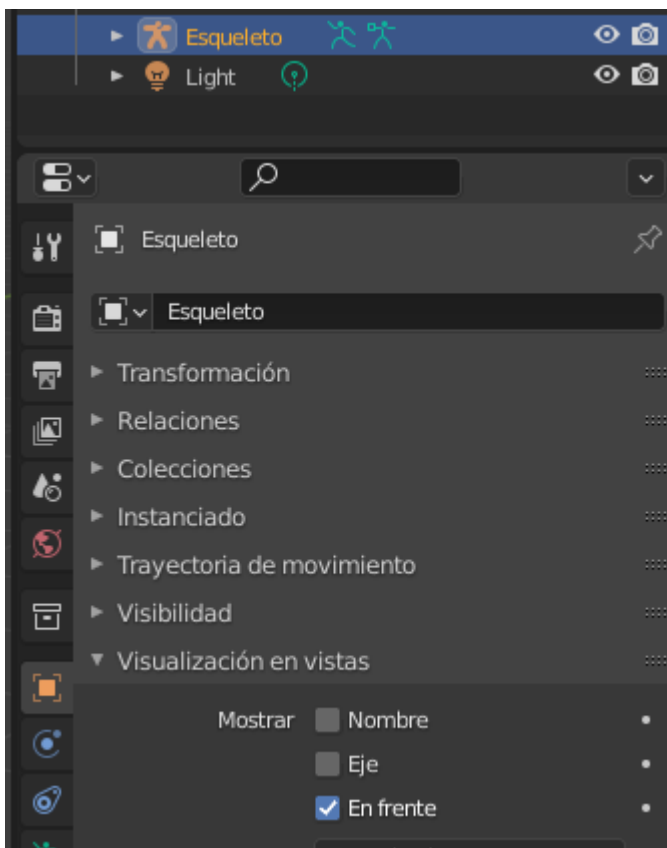 Esqueleto
Light
Esqueleto
Esqueleto
Transformación
Relaciones
Colecciones
Instanciado
Trayectoria de movimiento
Visibilidad
Visualización en vistas
Mostrar Nombre
Eje
En frente